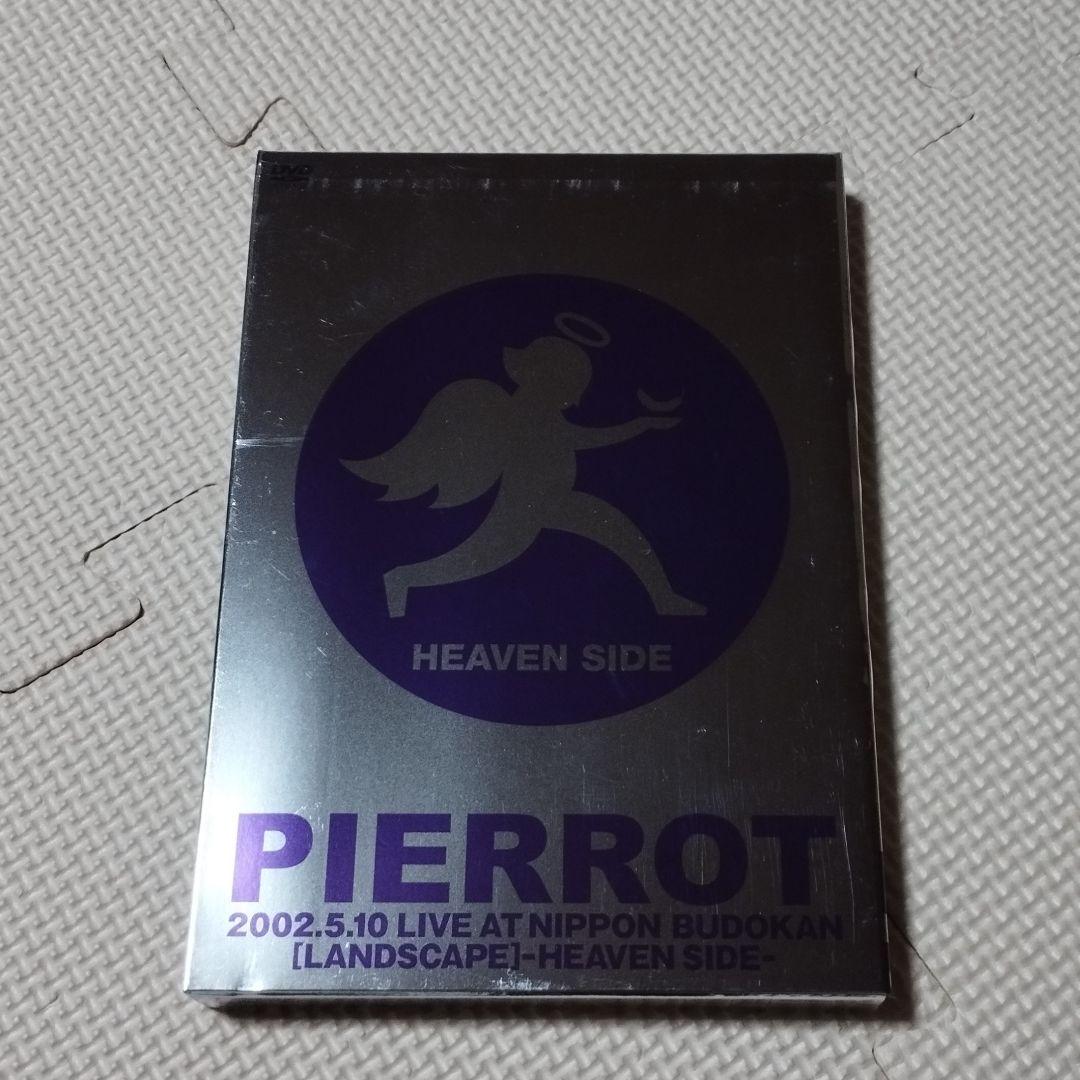 DVD
HEAVEN SIDE
PIERROT
2002.5.10 LIVE AT NIPPON BUDOKAN
[LANDSCAPE]-HEAVEN SIDE-